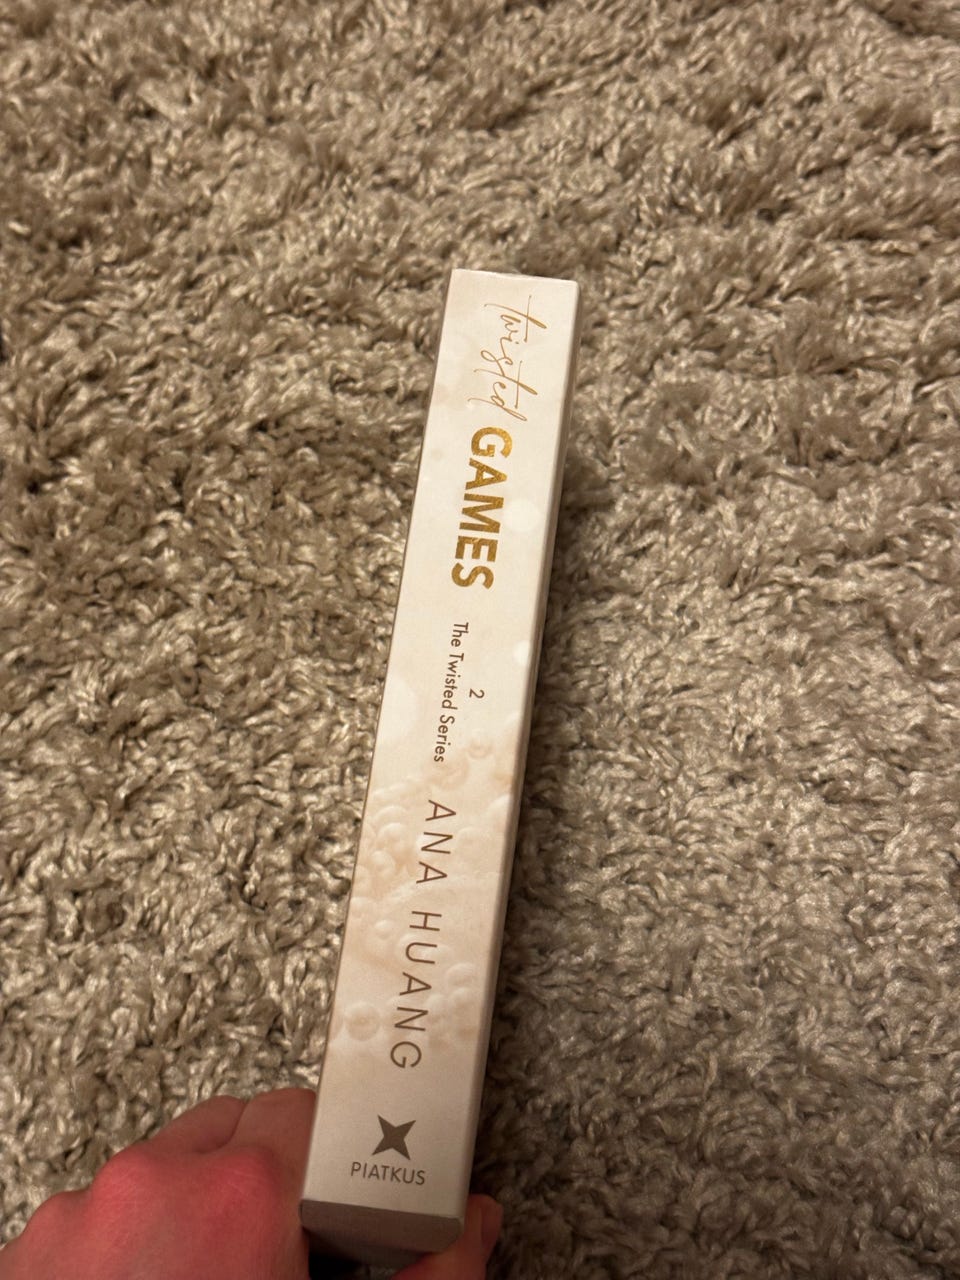 twisted
GAMES
2
The Twisted Series
ANA HUANG
PIATKUS